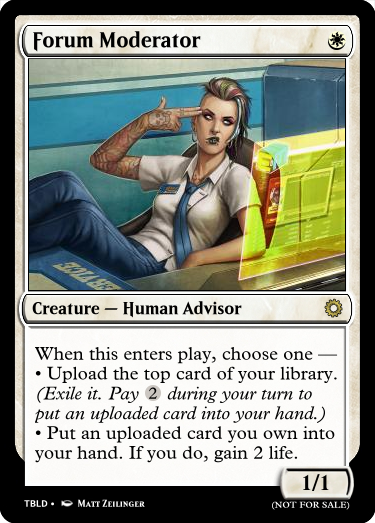 Forum Moderator
Creature — Human Advisor
When this enters play, choose one —
• Upload the top card of your library.
(Exile it. Pay 2 during your turn to
put an uploaded card into your hand.)
• Put an uploaded card you own into
your hand. If you do, gain 2 life.
1/1
TBLD • Matt Zeilinger
(NOT FOR SALE)